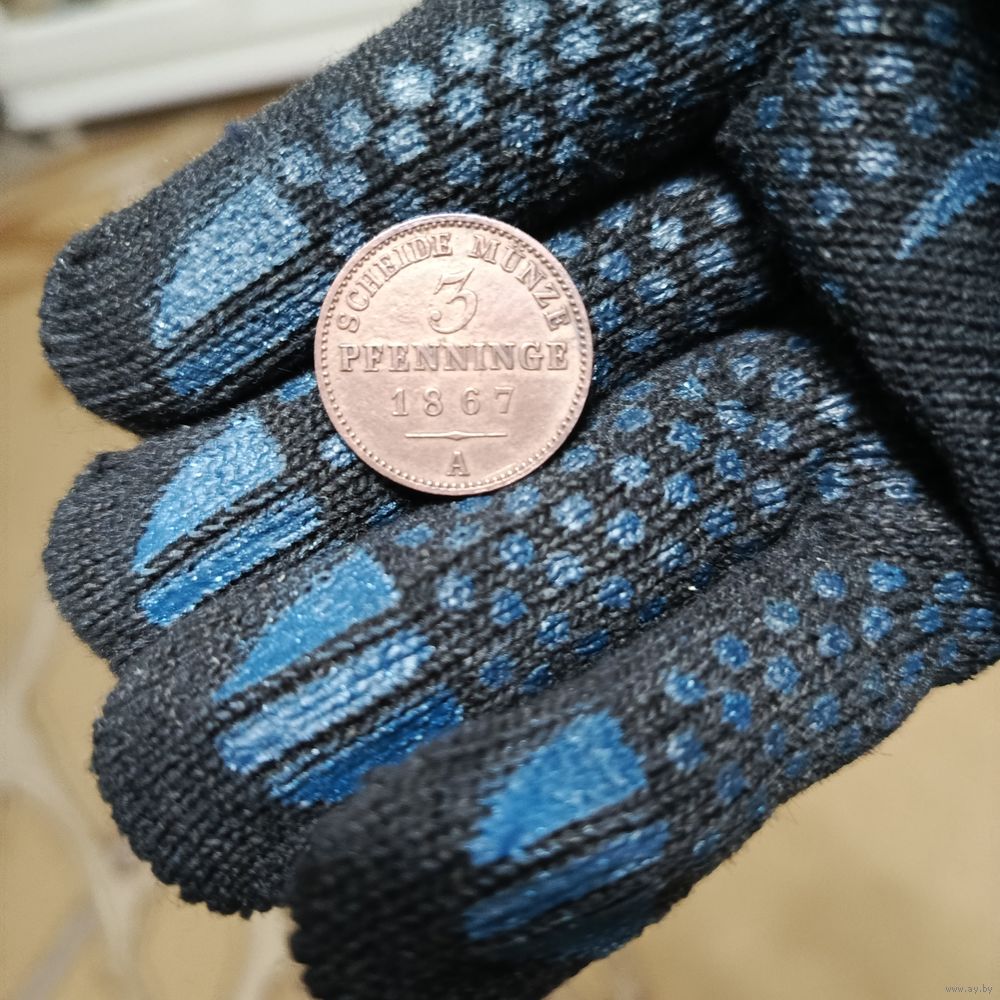 SCHEIDE MÜNZE
3
PFENNINGE
1867
A
www.ay.by